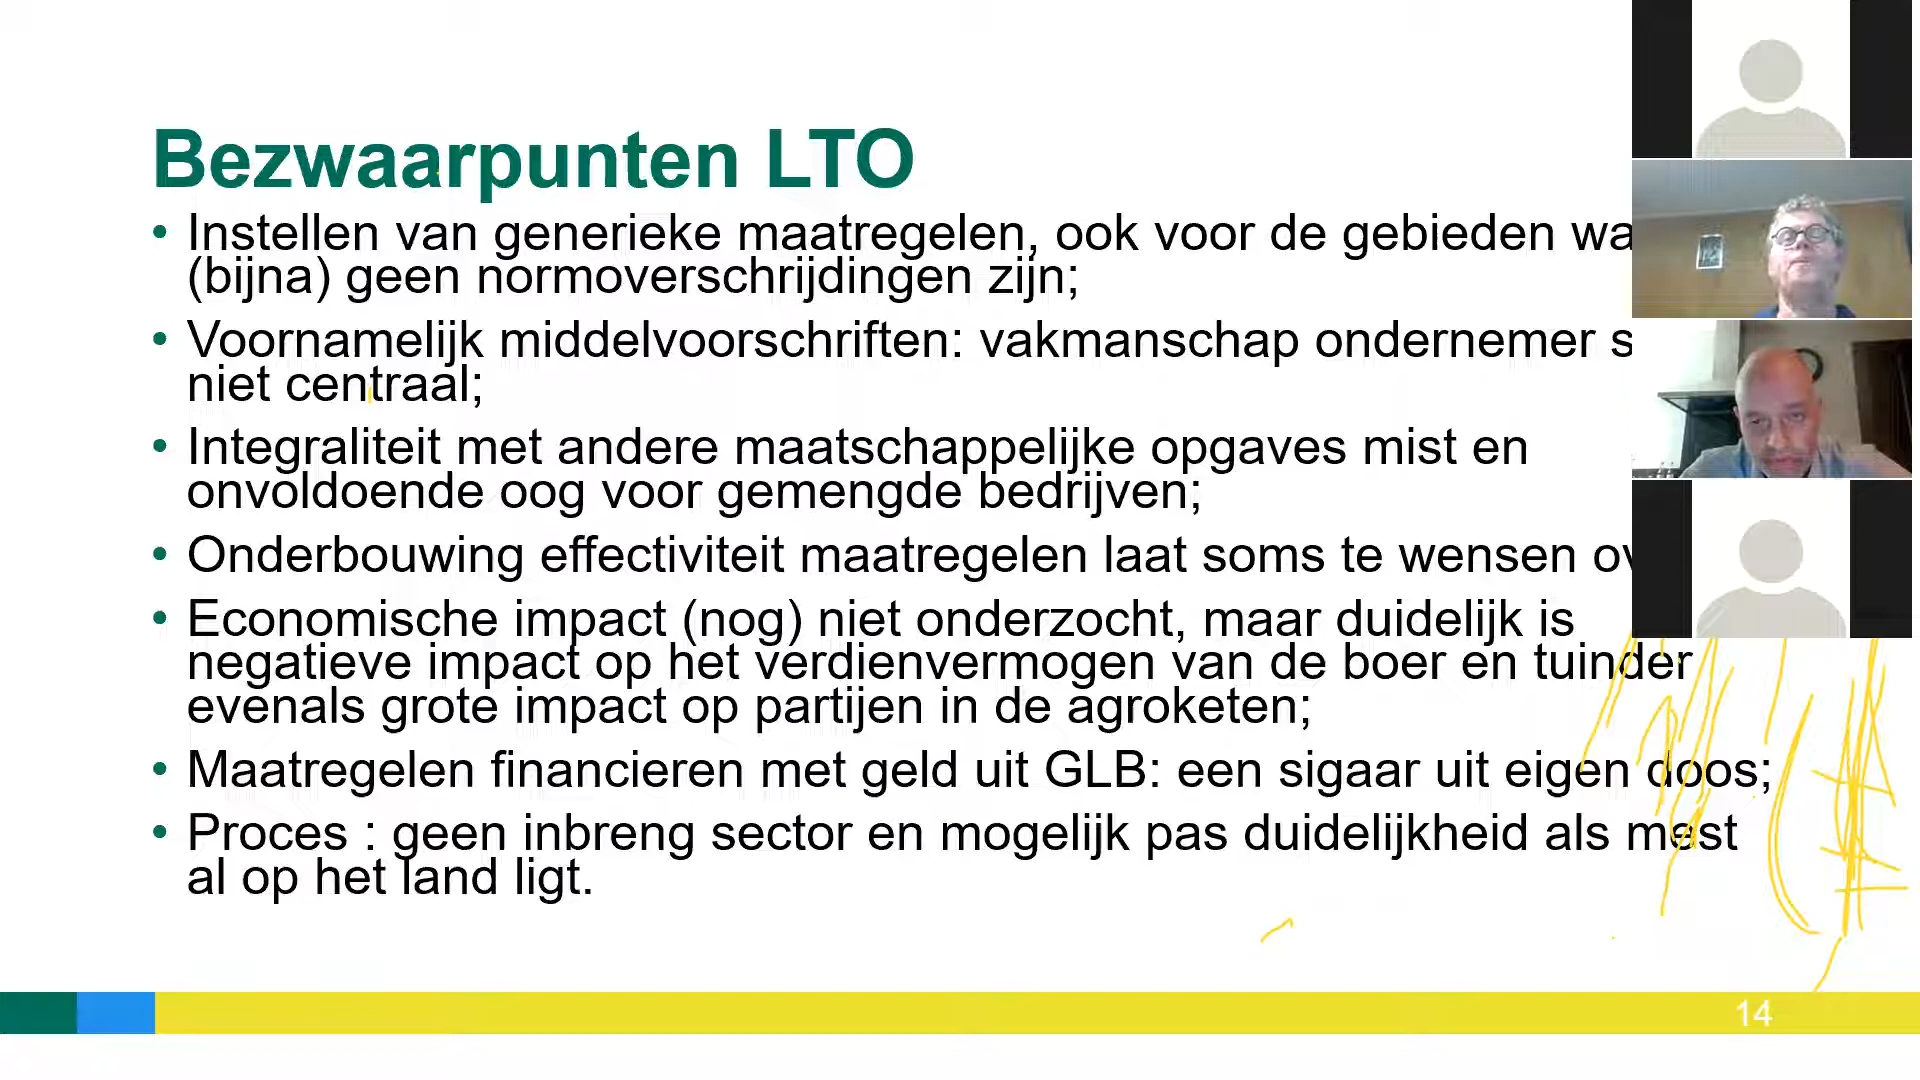 Bezwaarpunten LTO
• Instellen van generieke maatregelen, ook voor de gebieden
(bijna) geen normoverschrijdingen zijn;
• Voornamelijk middelvoorschriften: vakmanschap ondernemer
niet centraal;
• Integraliteit met andere maatschappelijke opgaves mist en
onvoldoende oog voor gemengde bedrijven;
• Onderbouwing effectiviteit maatregelen laat soms te wensen
• Economische impact (nog) niet onderzocht, maar duidelijk is
negatieve impact op het verdienvermogen van de boer en tuinder
evenals grote impact op partijen in de agroketen;
• Maatregelen financieren met geld uit GLB: een sigaar uit eigen doos;
• Proces : geen inbreng sector en mogelijk pas duidelijkheid als mest
al op het land ligt.
14